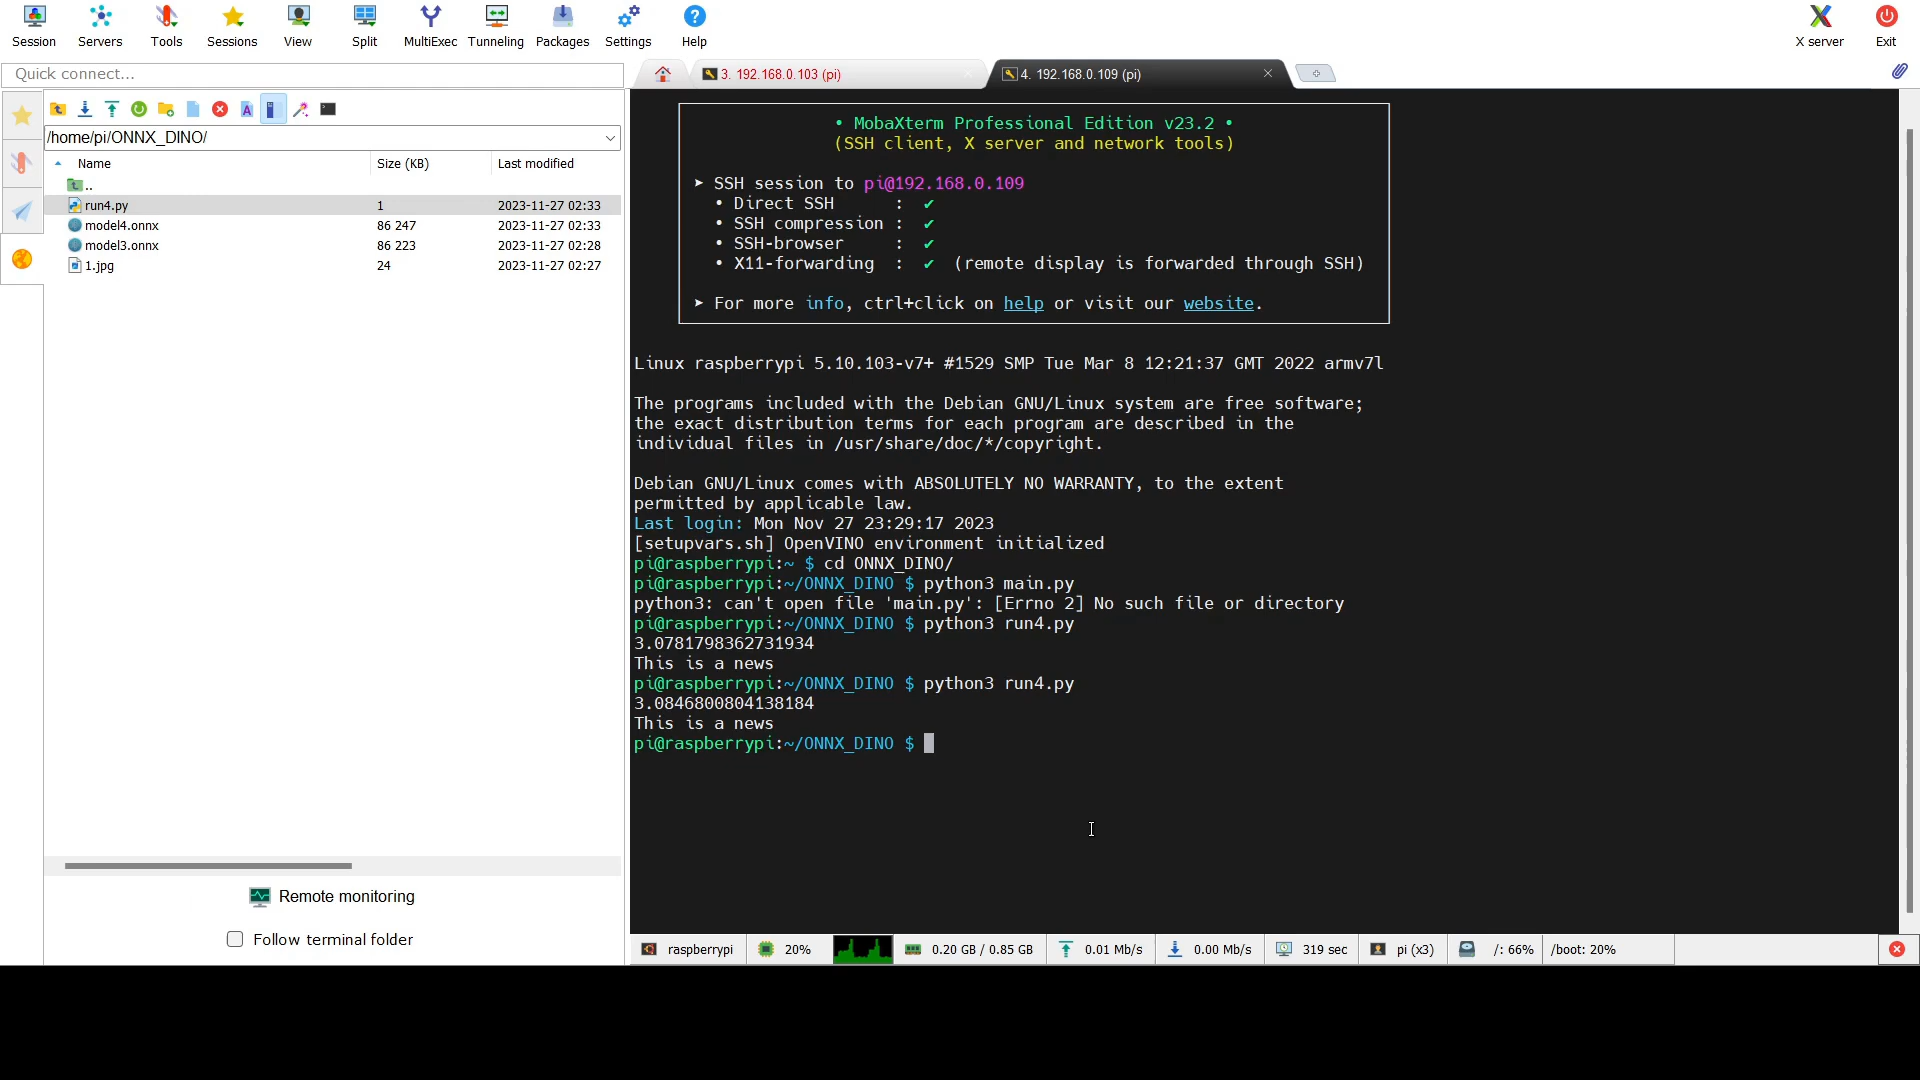 Session Servers Tools Sessions View Split MultiExec Tunneling Packages Settings Help X server Exit
Quick connect...
3. 192.168.0.103 (pi)
4. 192.168.0.109 (pi)
/home/pi/ONNX_DINO/
Name Size (KB) Last modified
..
run4.py 1 2023-11-27 02:33
model4.onnx 86 247 2023-11-27 02:33
model3.onnx 86 223 2023-11-27 02:28
1.jpg 24 2023-11-27 02:27
Remote monitoring
Follow terminal folder
• MobaXterm Professional Edition v23.2 •
(SSH client, X server and network tools)
➤ SSH session to pi@192.168.0.109
• Direct SSH : ✔
• SSH compression : ✔
• SSH-browser : ✔
• X11-forwarding : ✔ (remote display is forwarded through SSH)
➤ For more info, ctrl+click on help or visit our website.
Linux raspberrypi 5.10.103-v7+ #1529 SMP Tue Mar 8 12:21:37 GMT 2022 armv7l
The programs included with the Debian GNU/Linux system are free software;
the exact distribution terms for each program are described in the
individual files in /usr/share/doc/*/copyright.
Debian GNU/Linux comes with ABSOLUTELY NO WARRANTY, to the extent
permitted by applicable law.
Last login: Mon Nov 27 23:29:17 2023
[setupvars.sh] OpenVINO environment initialized
pi@raspberrypi:~ $ cd ONNX_DINO/
pi@raspberrypi:~/ONNX_DINO $ python3 main.py
python3: can't open file 'main.py': [Errno 2] No such file or directory
pi@raspberrypi:~/ONNX_DINO $ python3 run4.py
3.0781798362731934
This is a news
pi@raspberrypi:~/ONNX_DINO $ python3 run4.py
3.0846800804138184
This is a news
pi@raspberrypi:~/ONNX_DINO $
raspberrypi 20% 0.20 GB / 0.85 GB 0.01 Mb/s 0.00 Mb/s 319 sec pi (x3) /: 66% /boot: 20%